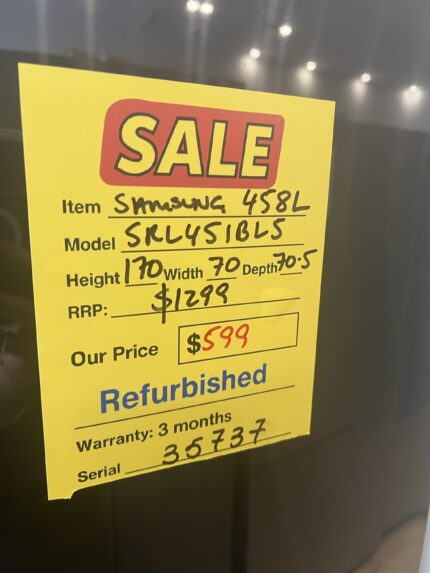 SALE
Item SAMSUNG 458L
Model SRL451BLS
Height 170 Width 70 Depth 70.5
RRP: $1299
Our Price $599
Refurbished
Warranty: 3 months
Serial 35737